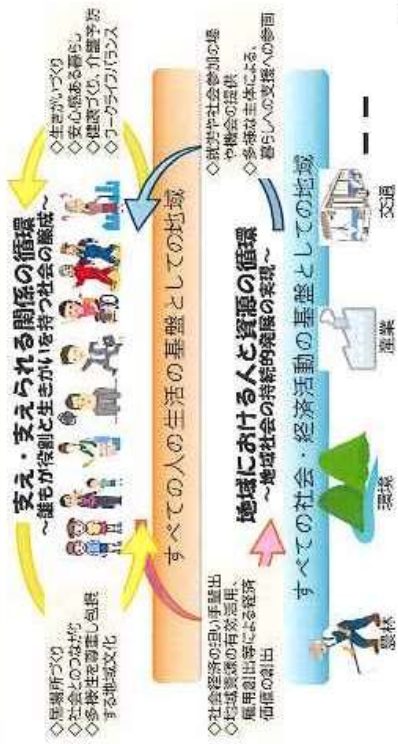 支え・支えられる関係の循環
～誰もが役割と生きがいを持つ社会の醸成～
◇居場所づくり
◇社会とのつながり
◇多様性を尊重し包摂
する地域文化
◇生きがいづくり
◇安心感ある暮らし
◇健康づくり、介護予防
◇ワークライフバランス
すべての人の生活の基盤としての地域
◇社会経済の担い手輩出
◇地域資源の有効活用、
雇用創出等による経済
価値の創出
地域における人と資源の循環
～地域社会の持続的発展の実現～
◇就労や社会参加の場
や機会の提供
◇多様な主体による、
暮らしへの支援への参画
すべての社会・経済活動の基盤としての地域
農林
環境
産業
交通